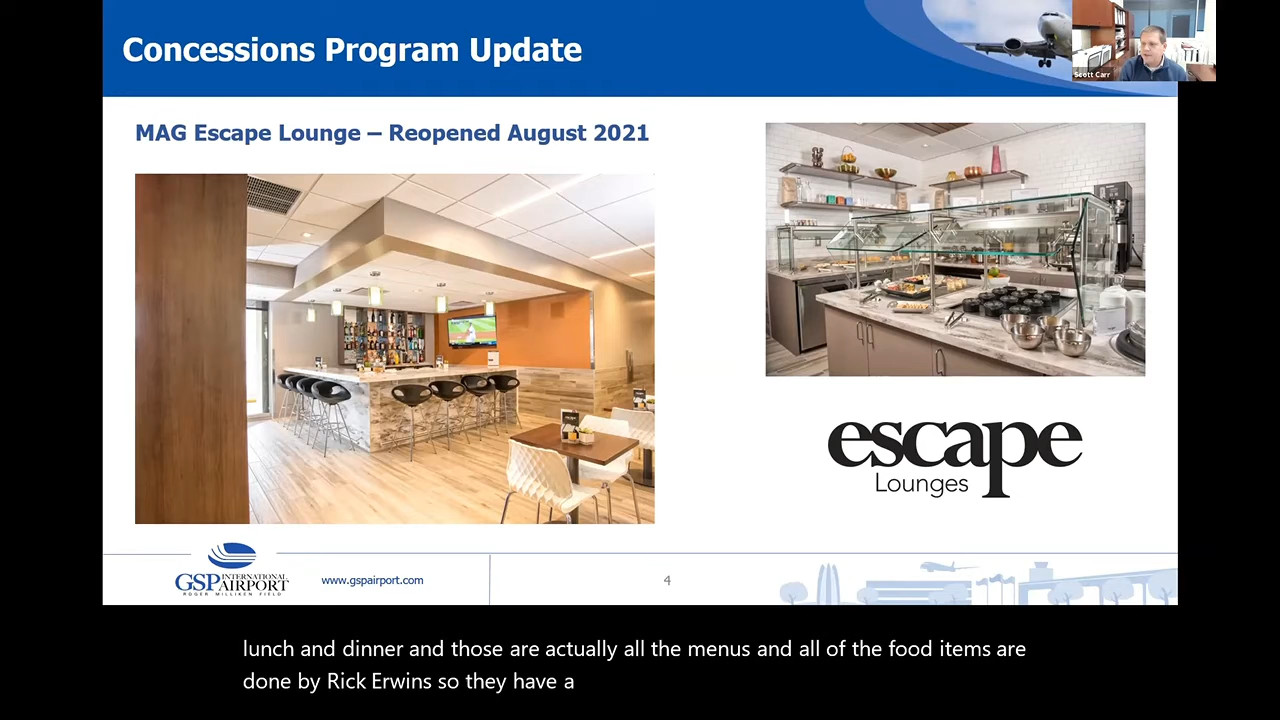 Concessions Program Update
Scott Carr
MAG Escape Lounge – Reopened August 2021
escape
Lounges
GSP INTERNATIONAL AIRPORT
ROGER MILLIKEN FIELD
www.gspairport.com
4
lunch and dinner and those are actually all the menus and all of the food items are
done by Rick Erwins so they have a